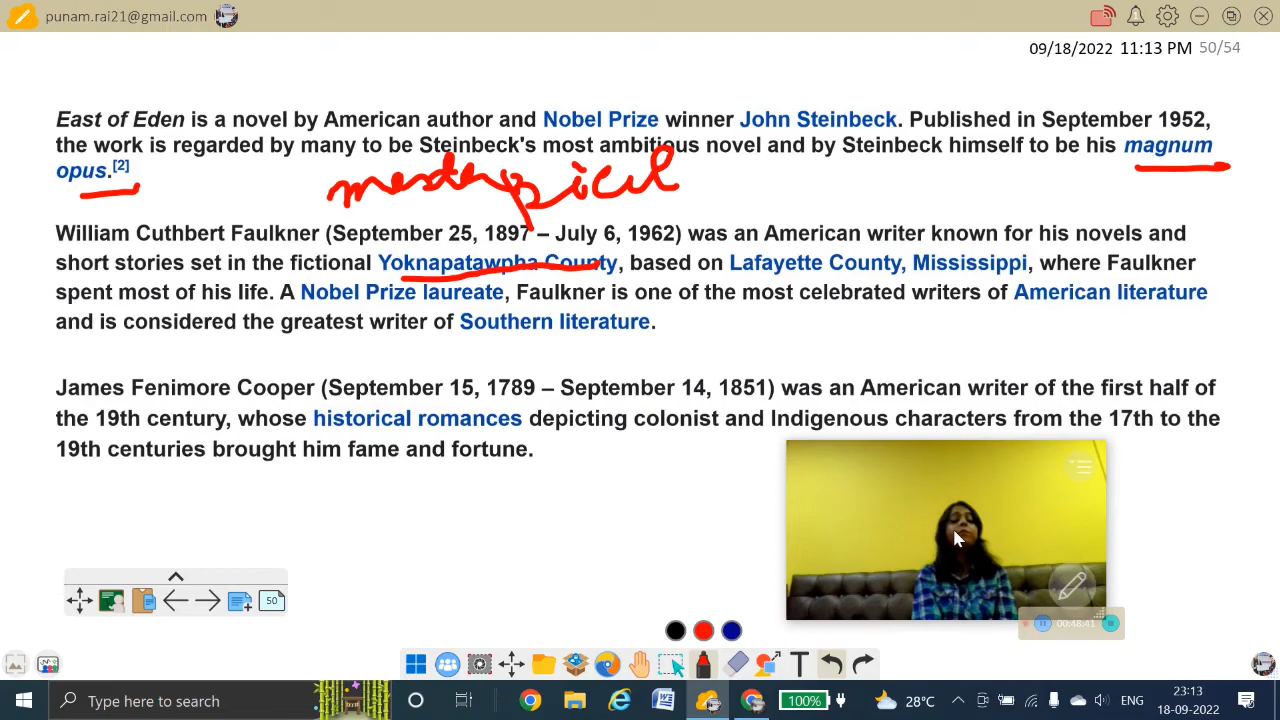 punam.rai21@gmail.com
09/18/2022 11:13 PM 50/54
East of Eden is a novel by American author and Nobel Prize winner John Steinbeck. Published in September 1952,
the work is regarded by many to be Steinbeck's most ambitious novel and by Steinbeck himself to be his magnum
opus.[2]
William Cuthbert Faulkner (September 25, 1897 – July 6, 1962) was an American writer known for his novels and
short stories set in the fictional Yoknapatawpha County, based on Lafayette County, Mississippi, where Faulkner
spent most of his life. A Nobel Prize laureate, Faulkner is one of the most celebrated writers of American literature
and is considered the greatest writer of Southern literature.
James Fenimore Cooper (September 15, 1789 – September 14, 1851) was an American writer of the first half of
the 19th century, whose historical romances depicting colonist and Indigenous characters from the 17th to the
19th centuries brought him fame and fortune.
50
00:48:41
T
Type here to search
100%
28°C
ENG
23:13
18-09-2022